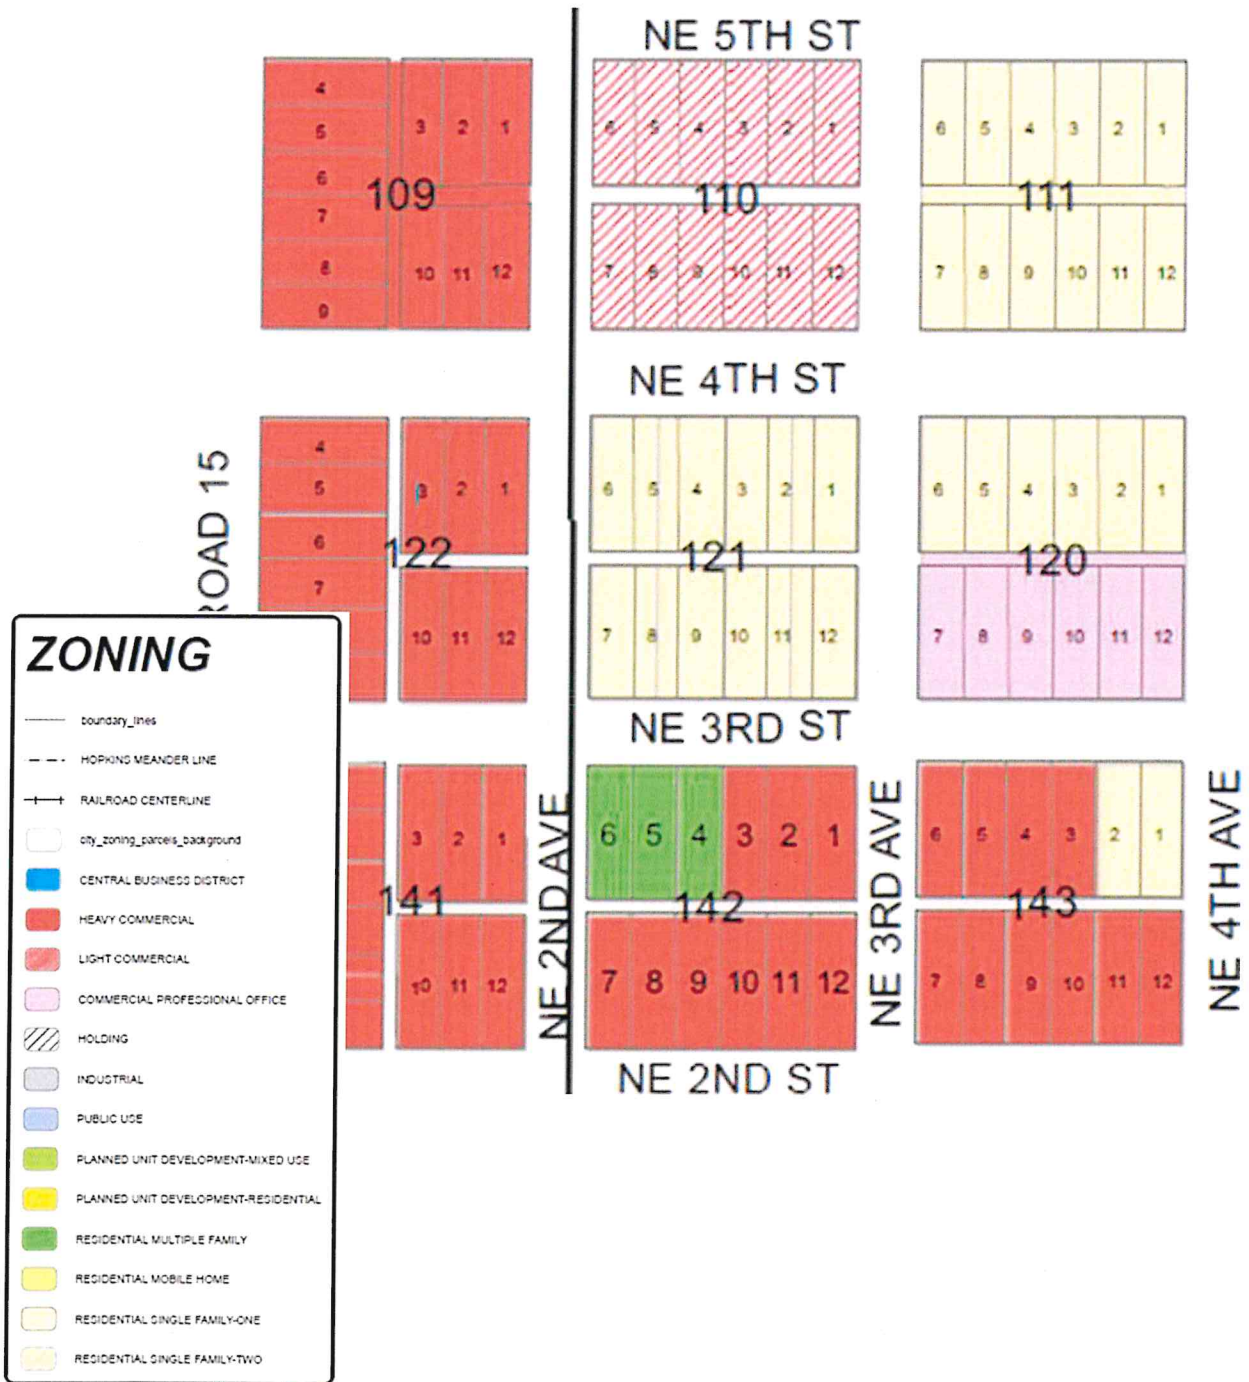 NE 5TH ST
4
5
6
7
8
9
3 2 1
109
10 11 12
6 5 4 3 2 1
110
7 8 9 10 11 12
6 5 4 3 2 1
111
7 8 9 10 11 12
NE 4TH ST
ROAD 15
4
5
6
7
3 2 1
122
10 11 12
6 5 4 3 2 1
121
7 8 9 10 11 12
6 5 4 3 2 1
120
7 8 9 10 11 12
NE 3RD ST
3 2 1
141
10 11 12
NE 2ND AVE
6 5 4 3 2 1
142
7 8 9 10 11 12
NE 3RD AVE
6 5 4 3 2 1
143
7 8 9 10 11 12
NE 4TH AVE
NE 2ND ST
ZONING
boundary_lines
HOPKINS MEANDER LINE
RAILROAD CENTERLINE
city_zoning_parcels_background
CENTRAL BUSINESS DISTRICT
HEAVY COMMERCIAL
LIGHT COMMERCIAL
COMMERCIAL PROFESSIONAL OFFICE
HOLDING
INDUSTRIAL
PUBLIC USE
PLANNED UNIT DEVELOPMENT-MIXED USE
PLANNED UNIT DEVELOPMENT-RESIDENTIAL
RESIDENTIAL MULTIPLE FAMILY
RESIDENTIAL MOBILE HOME
RESIDENTIAL SINGLE FAMILY-ONE
RESIDENTIAL SINGLE FAMILY-TWO